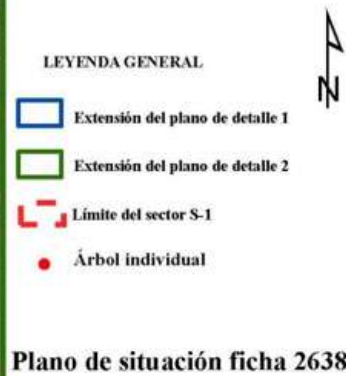 LEYENDA GENERAL
N
Extensión del plano de detalle 1
Extensión del plano de detalle 2
Límite del sector S-1
Árbol individual
Plano de situación ficha 2638